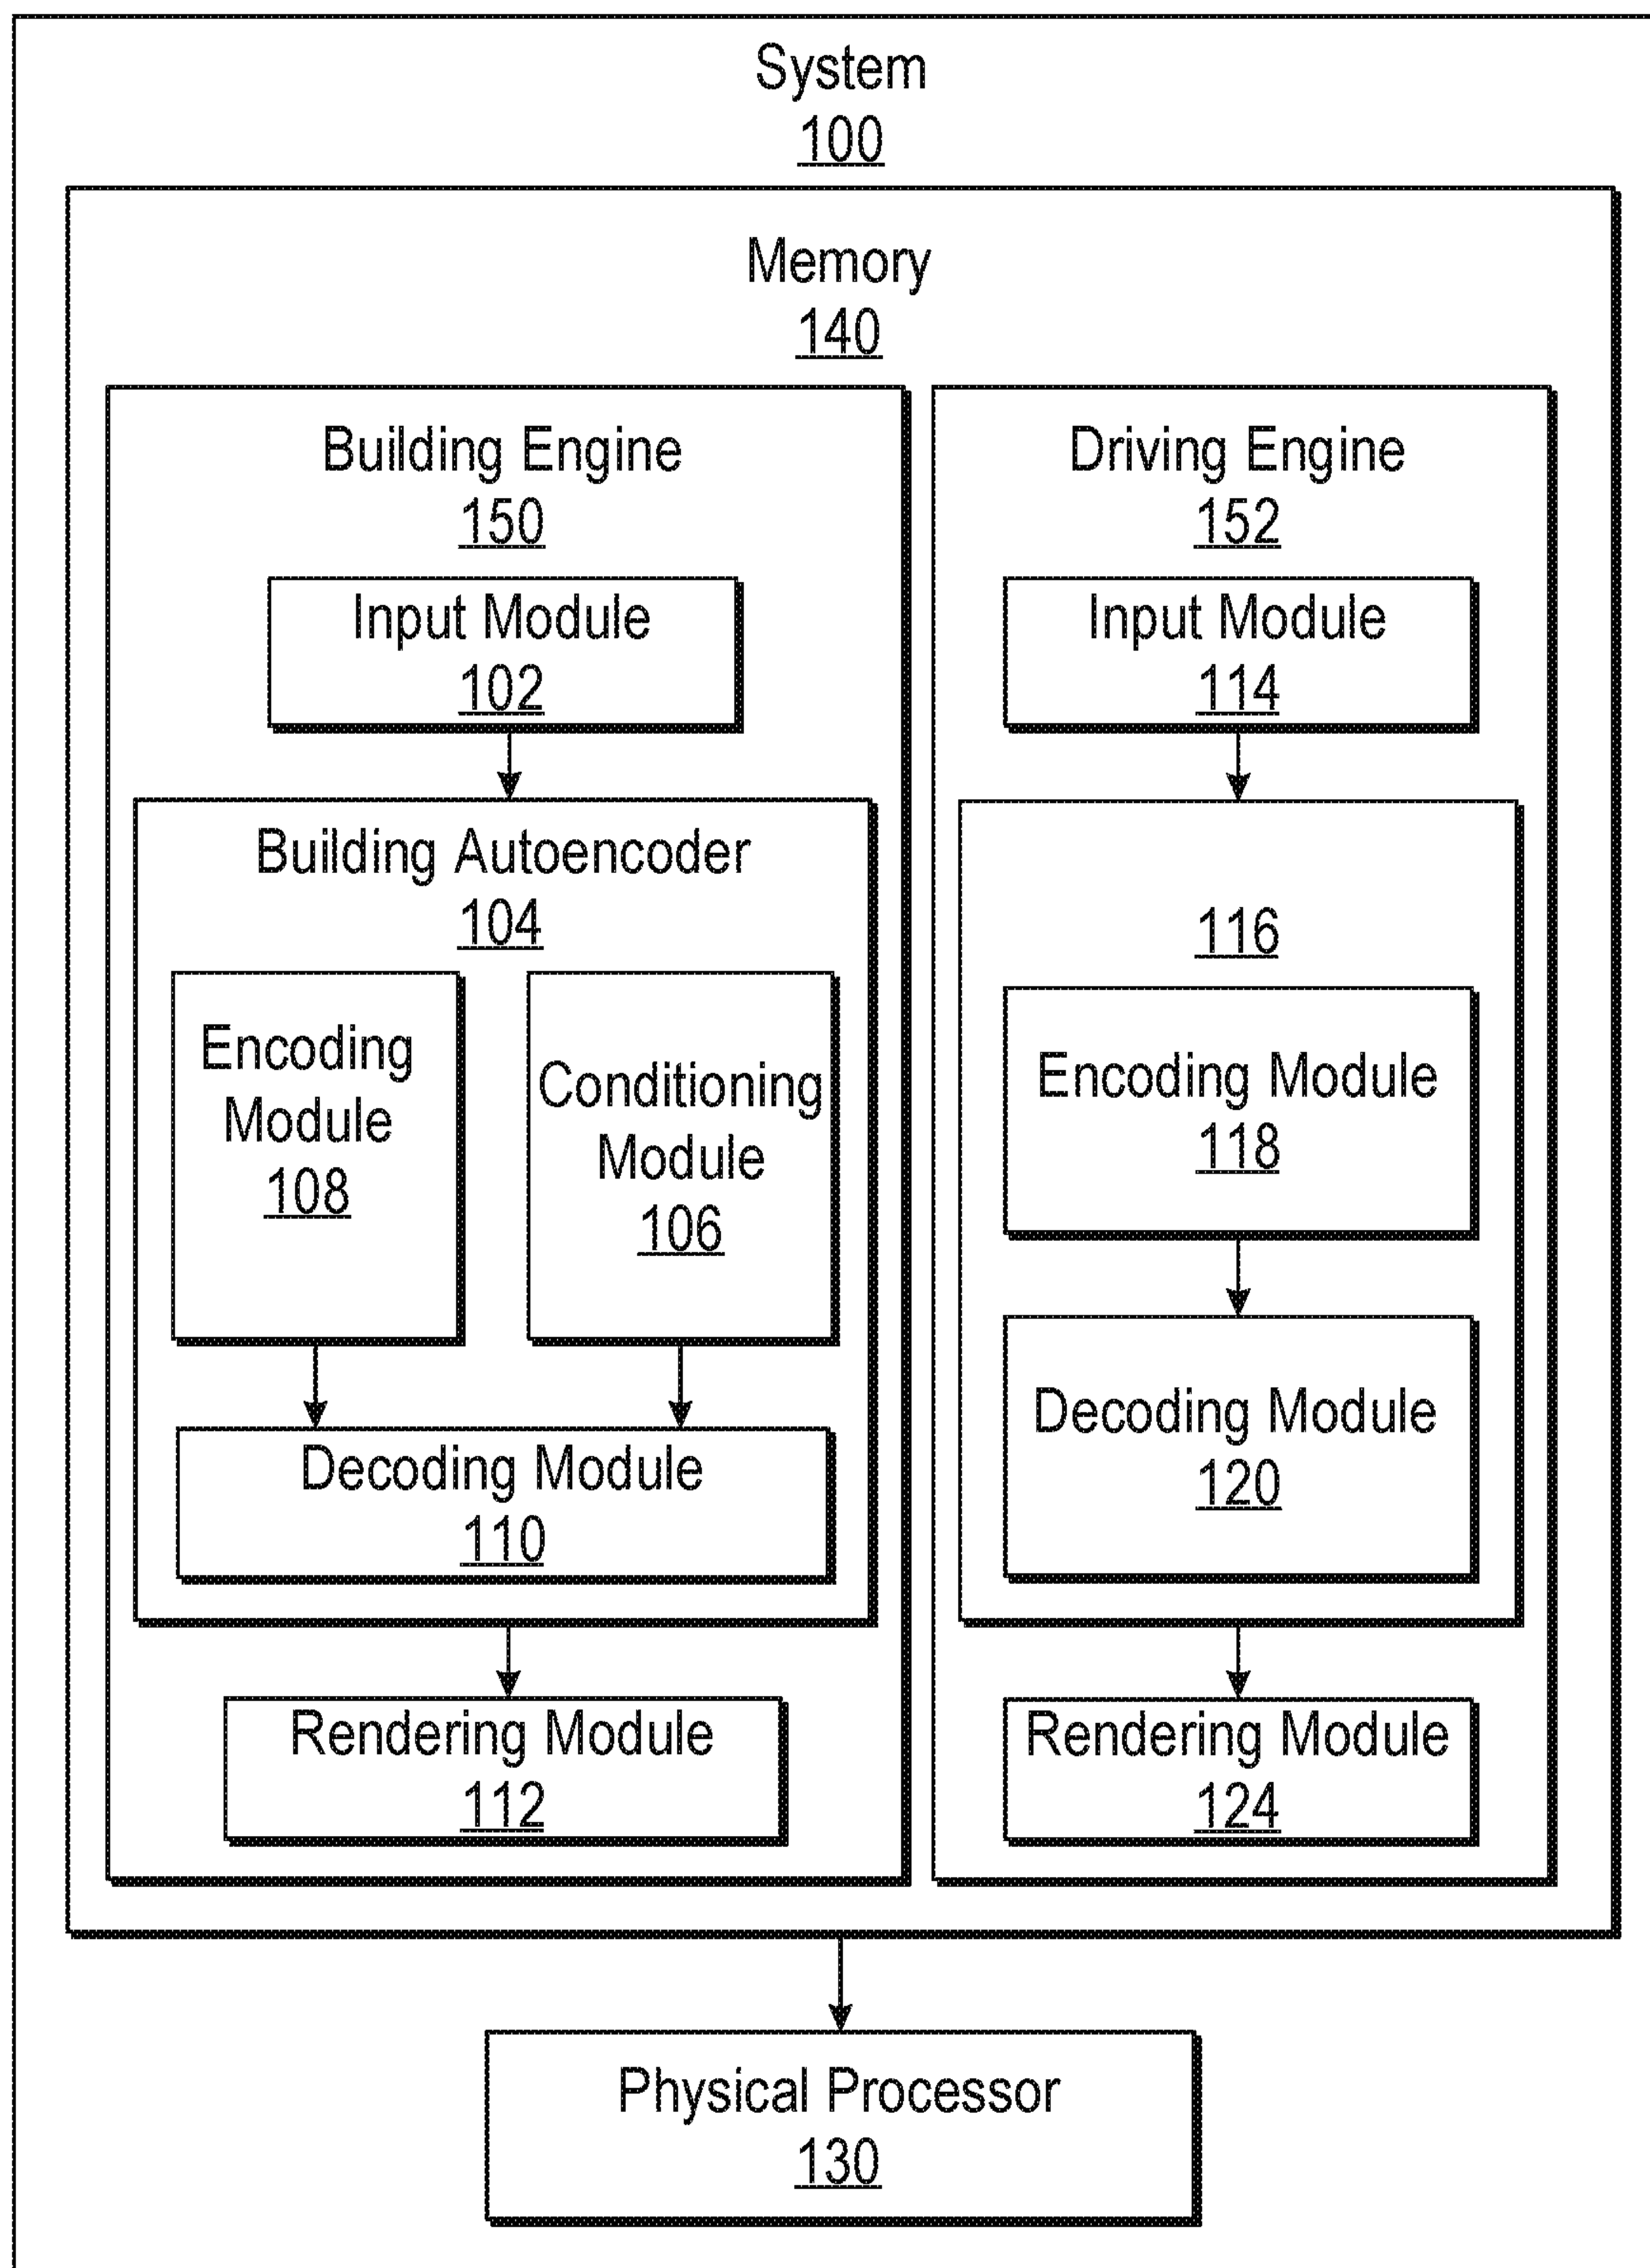 System
100
Memory
140
Building Engine
150
Input Module
102
Building Autoencoder
104
Encoding
Module
108
Conditioning
Module
106
Decoding Module
110
Rendering Module
112
Driving Engine
152
Input Module
114
116
Encoding Module
118
Decoding Module
120
Rendering Module
124
Physical Processor
130